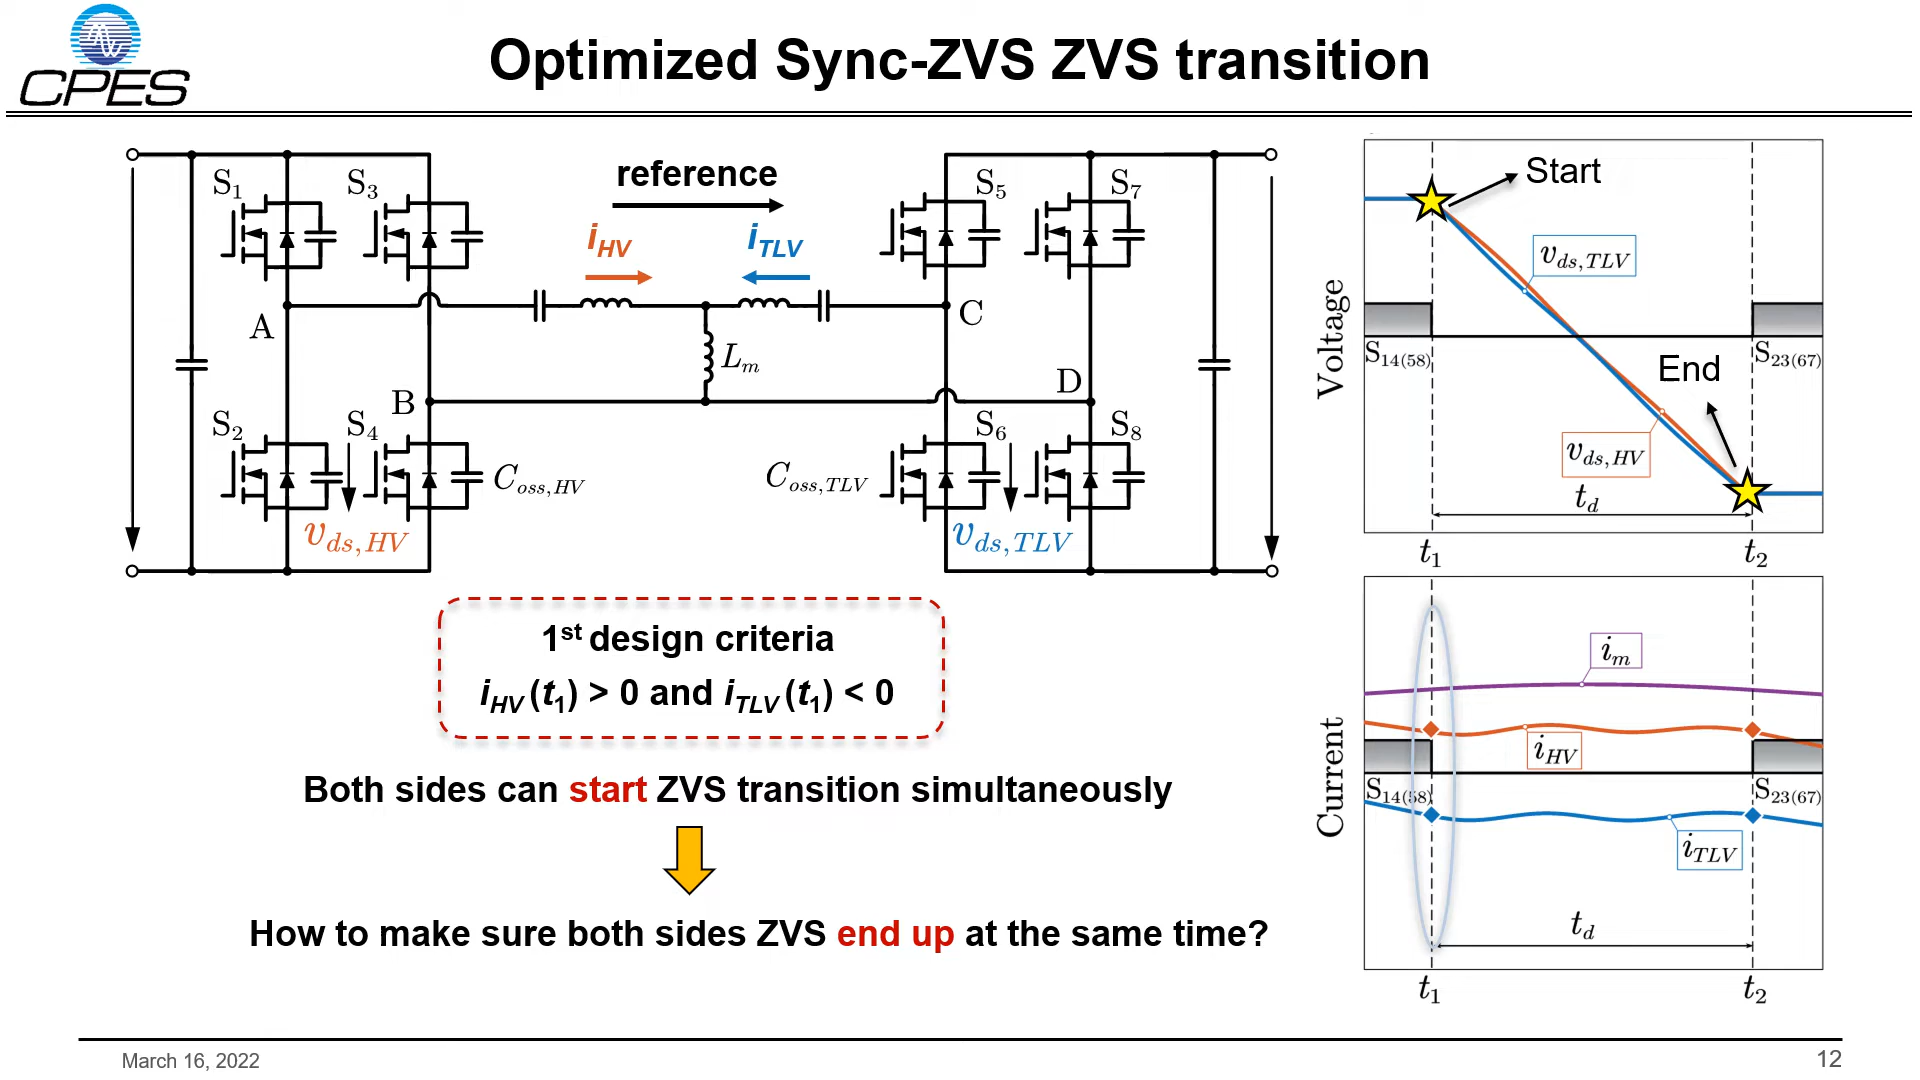 CPES
Optimized Sync-ZVS ZVS transition
S1
S3
reference
S5
S7
iHV
iTLV
A
C
Lm
B
D
S2
S4
S6
S8
Coss,HV
Coss,TLV
vds,HV
vds,TLV
1st design criteria
iHV (t1) > 0 and iTLV (t1) < 0
Both sides can start ZVS transition simultaneously
How to make sure both sides ZVS end up at the same time?
Voltage
Start
vds,TLV
S14(58)
S23(67)
End
vds,HV
td
t1
t2
Current
im
iHV
S14(58)
S23(67)
iTLV
td
t1
t2
March 16, 2022
12